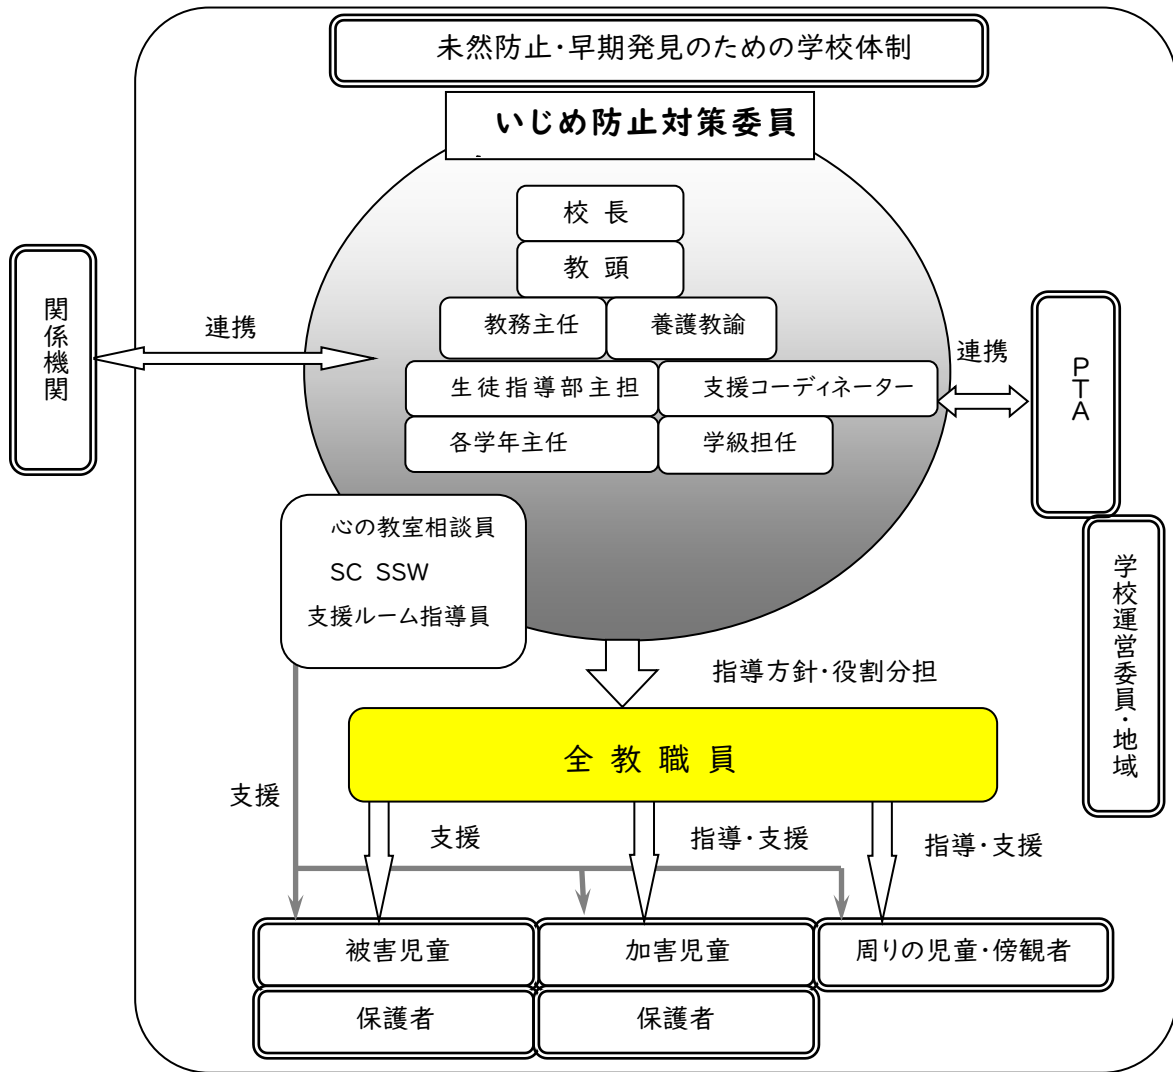 未然防止・早期発見のための学校体制
いじめ防止対策委員
校 長
教 頭
教務主任
養護教諭
生徒指導部主担
支援コーディネーター
各学年主任
学級担任
関係機関
連携
連携
PTA
学校運営委員・地域
心の教室相談員
SC SSW
支援ルーム指導員
指導方針・役割分担
全 教 職 員
支援
支援
指導・支援
指導・支援
被害児童
加害児童
周りの児童・傍観者
保護者
保護者